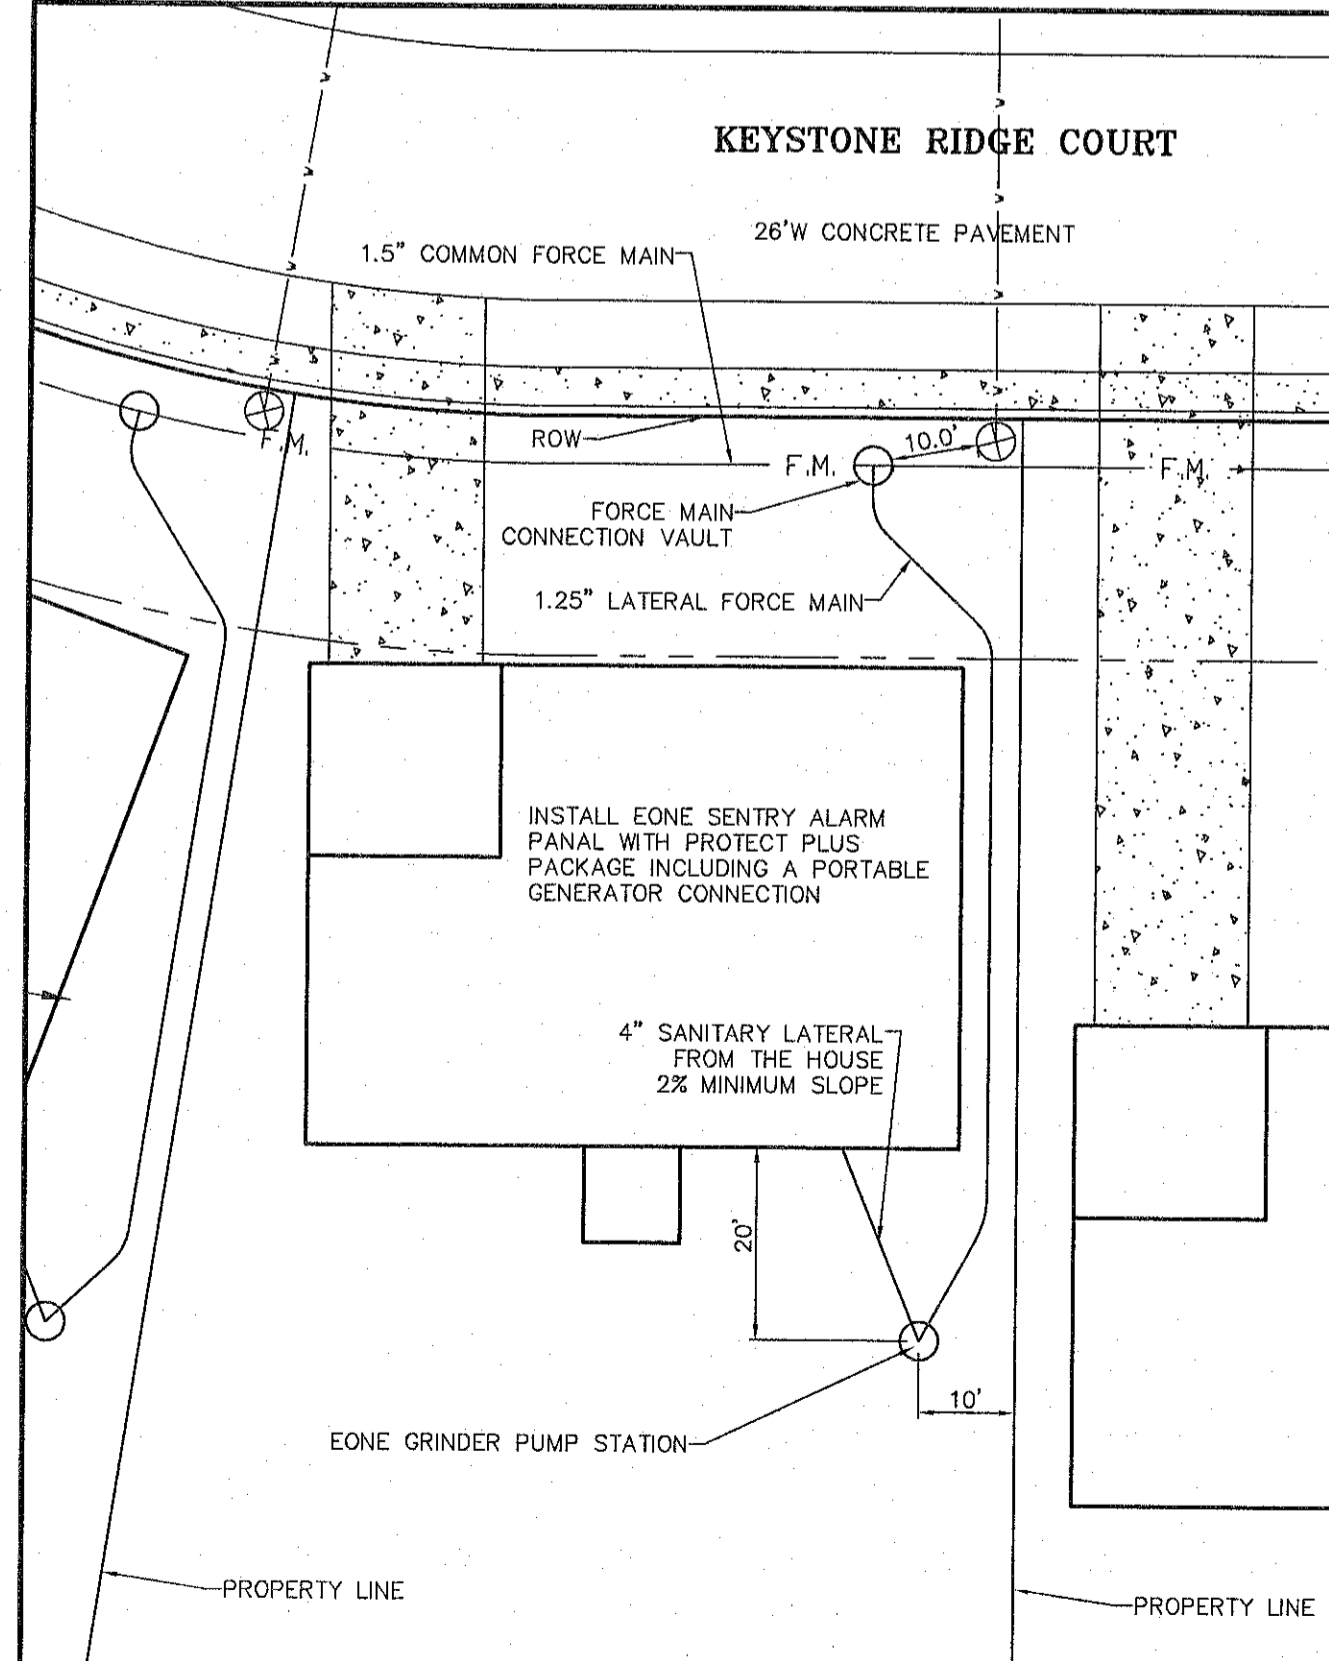 KEYSTONE RIDGE COURT
26'W CONCRETE PAVEMENT
1.5" COMMON FORCE MAIN
F.M.
ROW
10.0'
F.M.
F.M.
FORCE MAIN
CONNECTION VAULT
1.25" LATERAL FORCE MAIN
INSTALL EONE SENTRY ALARM
PANAL WITH PROTECT PLUS
PACKAGE INCLUDING A PORTABLE
GENERATOR CONNECTION
4" SANITARY LATERAL
FROM THE HOUSE
2% MINIMUM SLOPE
20'
10'
EONE GRINDER PUMP STATION
PROPERTY LINE
PROPERTY LINE